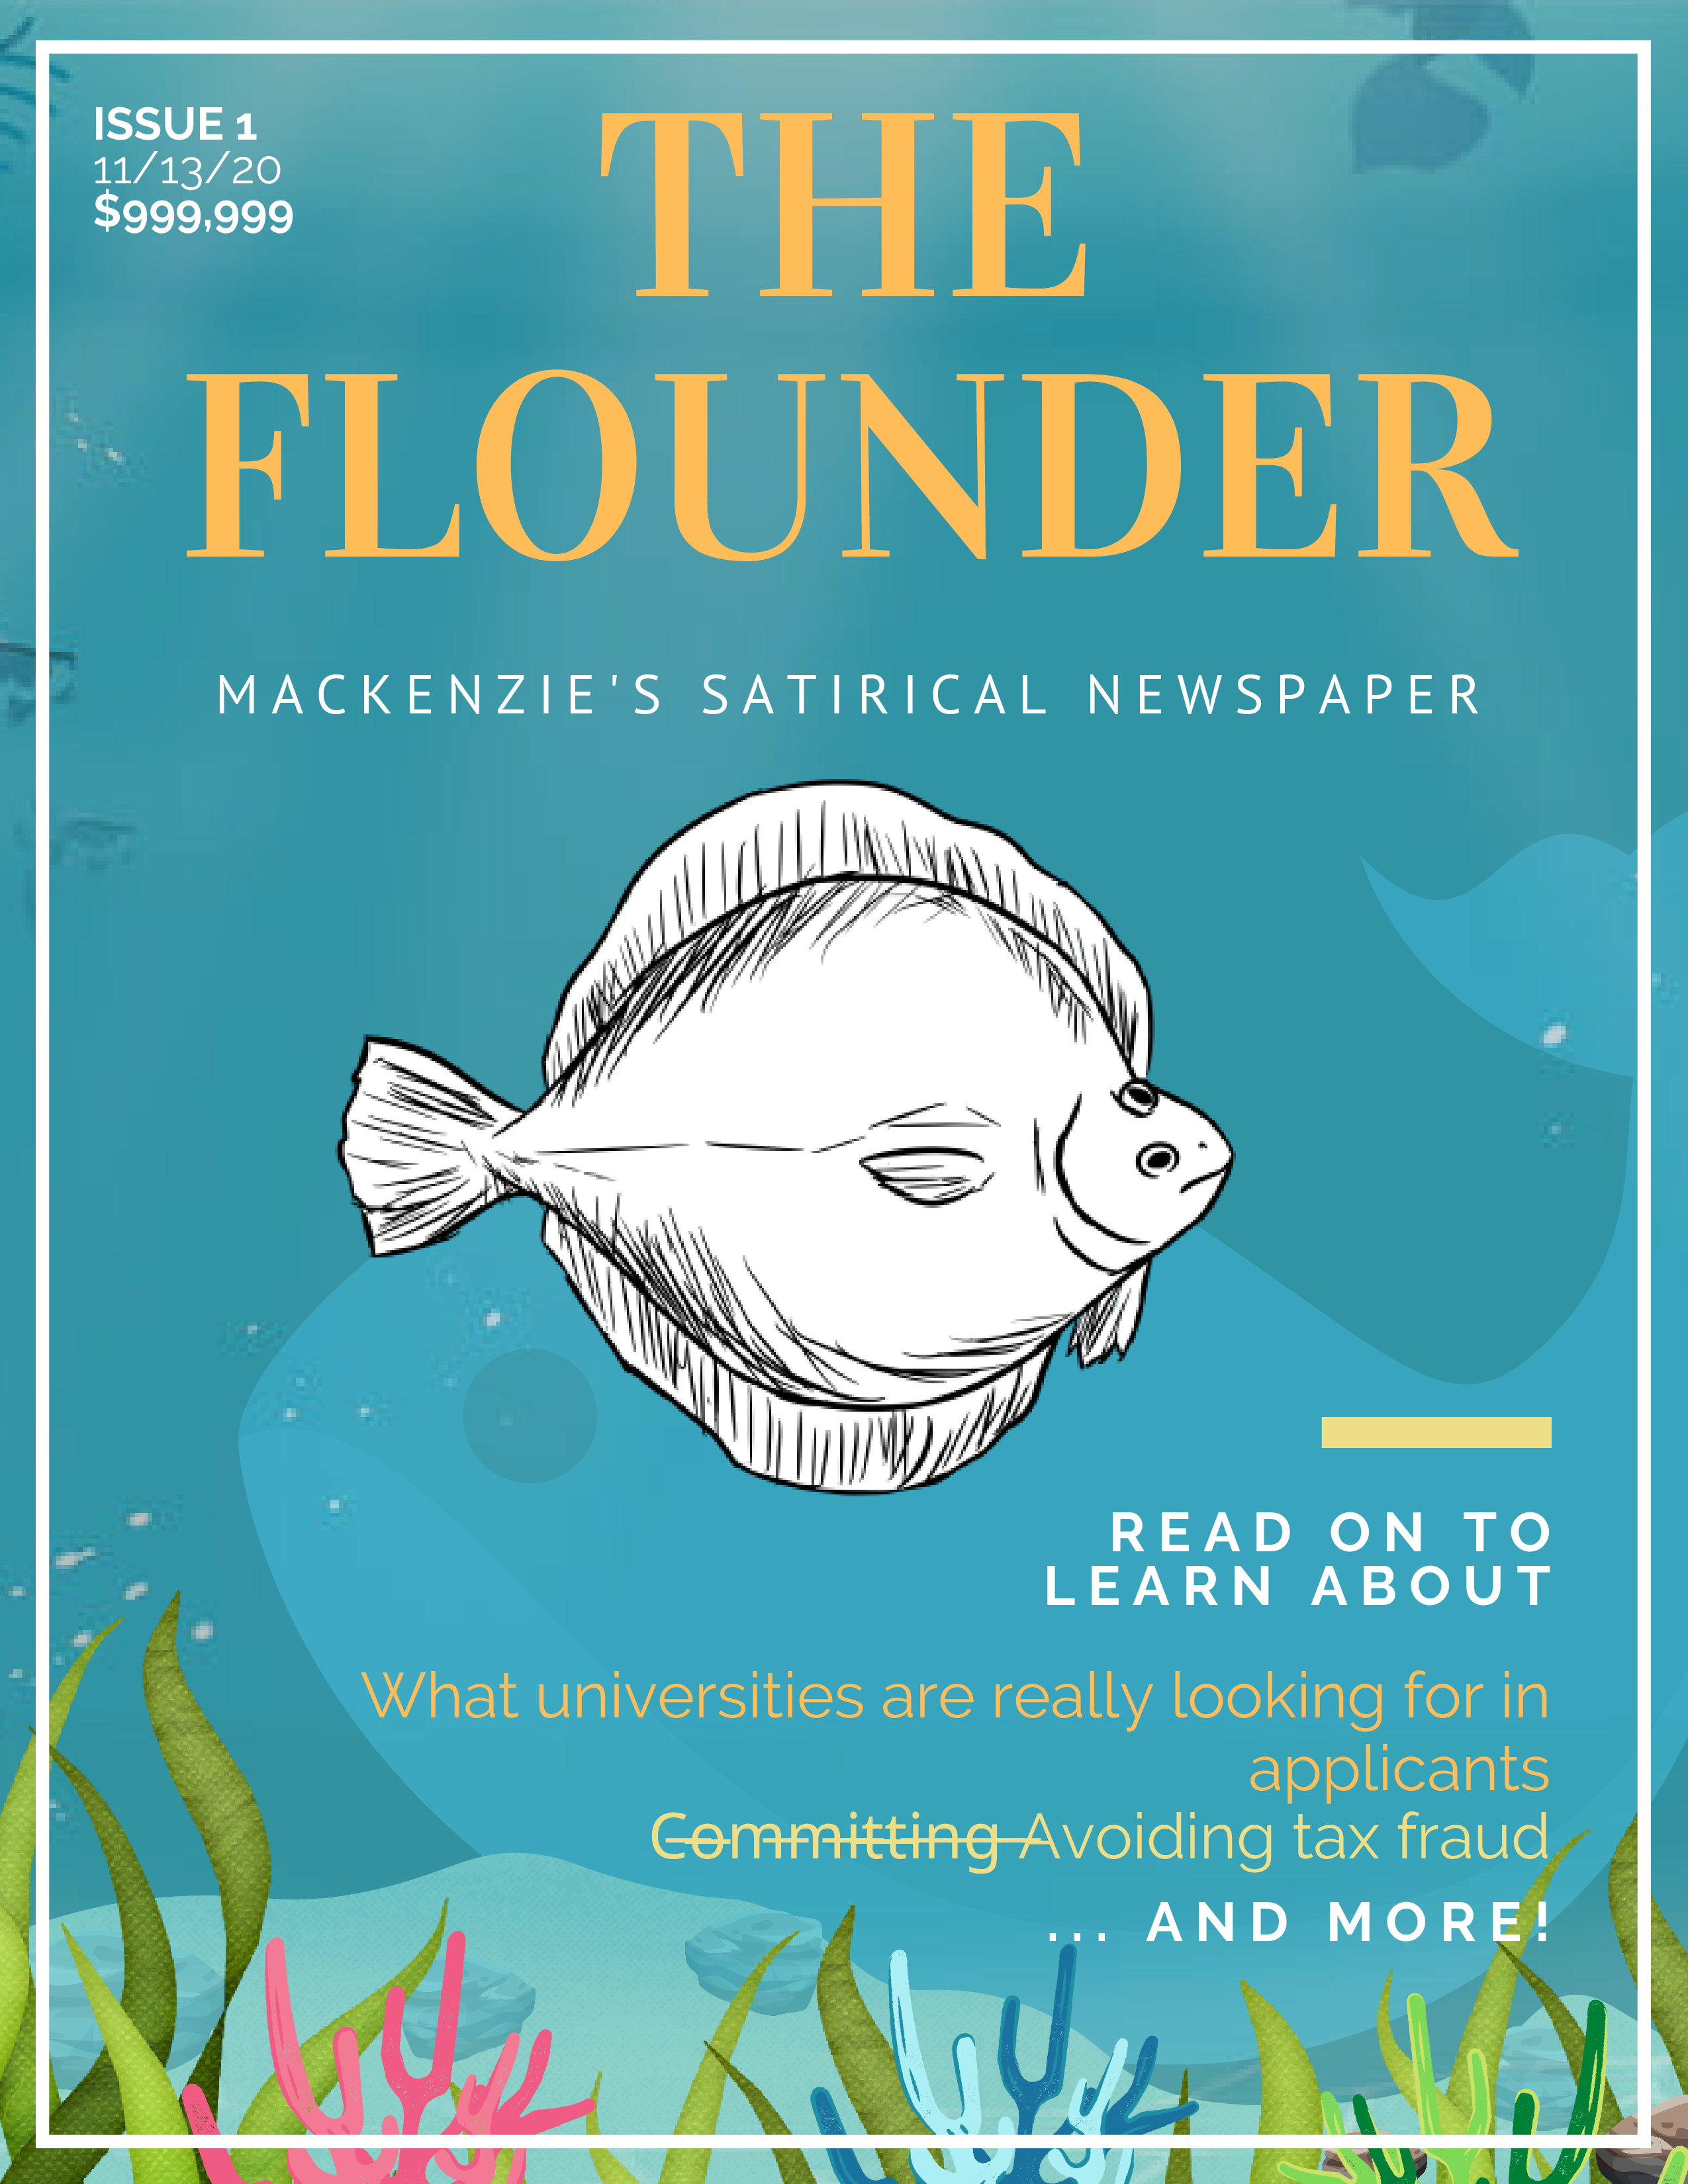 ISSUE 1
11/13/20
$999,999
THE
FLOUNDER
MACKENZIE'S SATIRICAL NEWSPAPER
READ ON TO
LEARN ABOUT
What universities are really looking for in
applicants
Committing Avoiding tax fraud
... AND MORE!